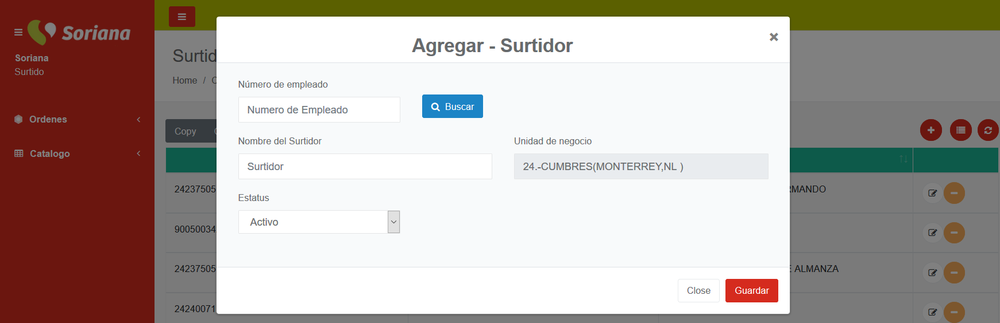 Soriana
Soriana
Surtido
Ordenes
Catalogo
Surtid
Home /
Copy
24237505
90050034
24237505
24240071
Agregar - Surtidor
Número de empleado
Numero de Empleado
Buscar
Nombre del Surtidor
Unidad de negocio
Surtidor
24.-CUMBRES(MONTERREY,NL )
Estatus
Activo
Close
Guardar
RMANDO
E ALMANZA